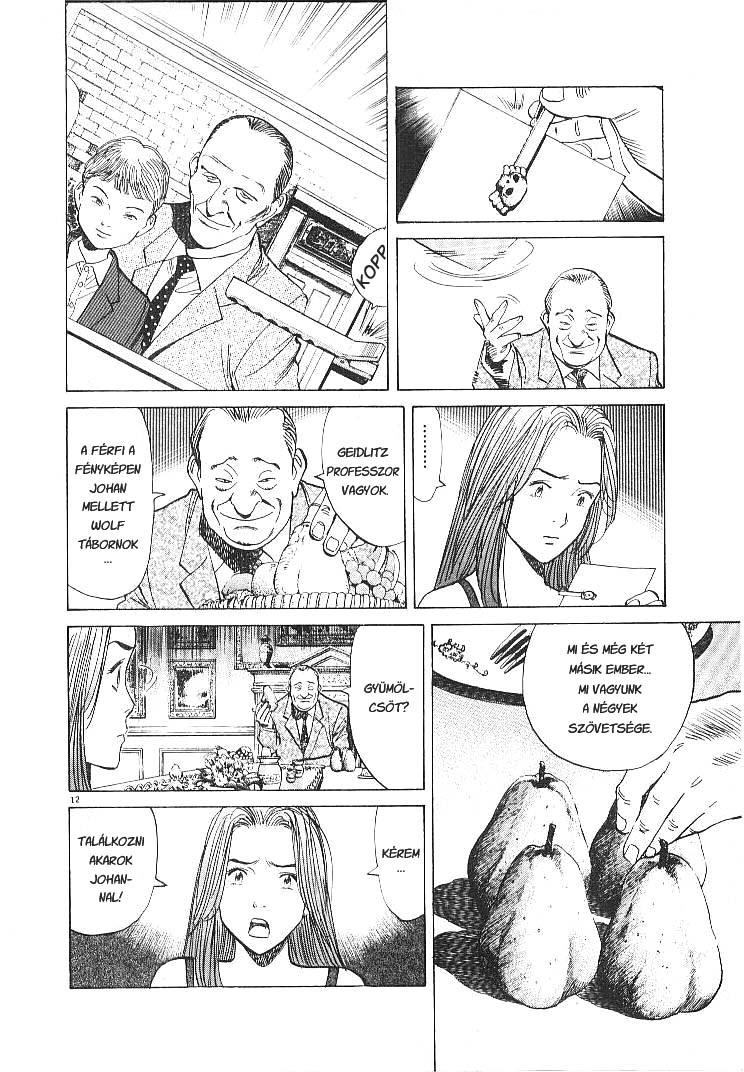 KOPP
........
GEIDLITZ
PROFESSZOR
VAGYOK.
A FÉRFI A
FÉNYKÉPEN
JOHAN
MELLETT
WOLF
TÁBORNOK
...
MI ÉS MÉG KÉT
MÁSIK EMBER...
MI VAGYUNK
A NÉGYEK
SZÖVETSÉGE.
GYÜMÖL-
CSÖT?
12
KÉREM
...
TALÁLKOZNI
AKAROK
JOHAN-
NAL!